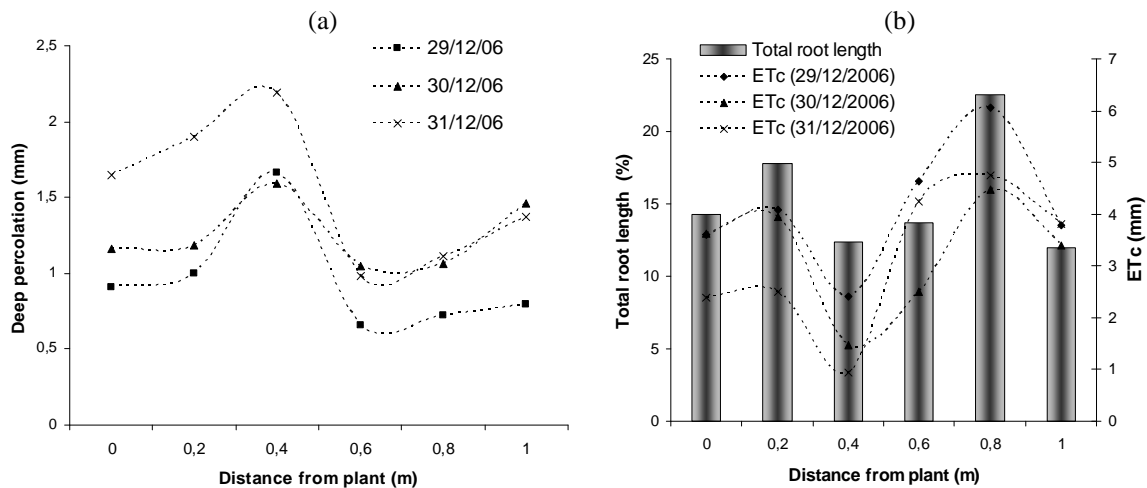 (a)
29/12/06
30/12/06
31/12/06
2,5
2
1,5
1
0,5
0
Deep percolation (mm)
0 0,2 0,4 0,6 0,8 1
Distance from plant (m)
(b)
Total root length
ETc (29/12/2006)
ETc (30/12/2006)
ETc (31/12/2006)
25
20
15
10
5
0
Total root length (%)
7
6
5
4
3
2
1
0
ETc (mm)
0 0,2 0,4 0,6 0,8 1
Distance from plant (m)